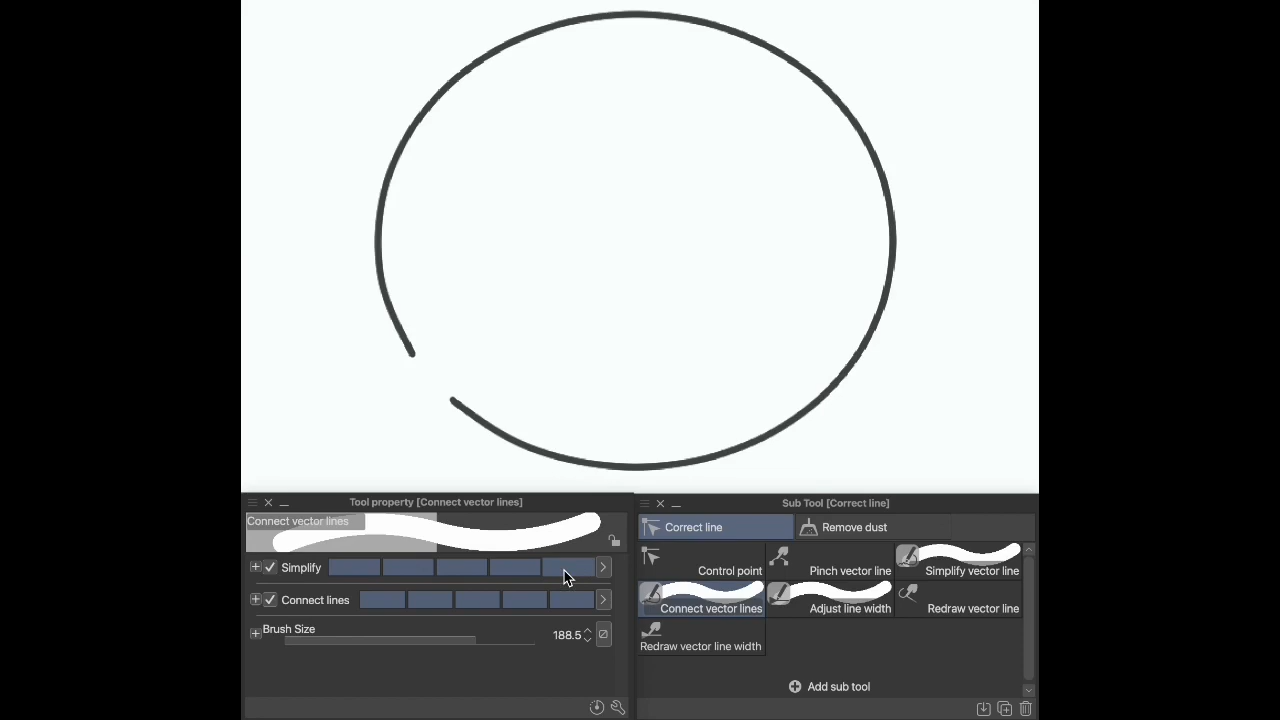 Tool property [Connect vector lines]
Connect vector lines
Simplify
Connect lines
Brush Size
188.5
Sub Tool [Correct line]
Correct line
Remove dust
Control point
Pinch vector line
Simplify vector line
Connect vector lines
Adjust line width
Redraw vector line
Redraw vector line width
Add sub tool